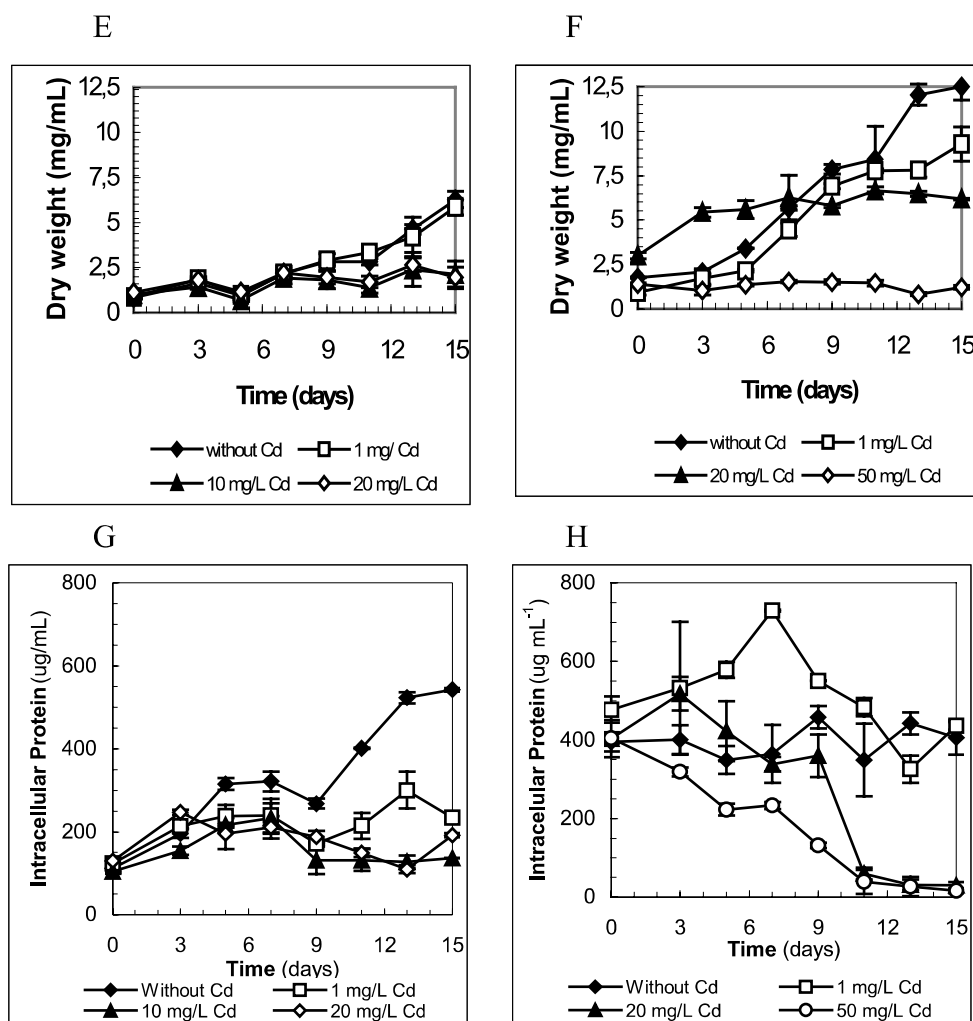 E
F
12,5
10
7,5
5
2,5
0
Dry weight (mg/mL)
0 3 6 9 12 15
Time (days)
without Cd 1 mg/ Cd
10 mg/L Cd 20 mg/L Cd
12,5
10
7,5
5
2,5
0
Dry weight (mg/mL)
0 3 6 9 12 15
Time (days)
without Cd 1 mg/L Cd
20 mg/L Cd 50 mg/L Cd
G
H
800
600
400
200
0
Intracellular Protein (ug/mL)
0 3 6 9 12 15
Time (days)
Without Cd 1 mg/L Cd
10 mg/L Cd 20 mg/L Cd
800
600
400
200
0
Intracelular Protein (ug mL⁻¹)
0 3 6 9 12 15
Time (days)
Without Cd 1 mg/L Cd
20 mg/L Cd 50 mg/L Cd